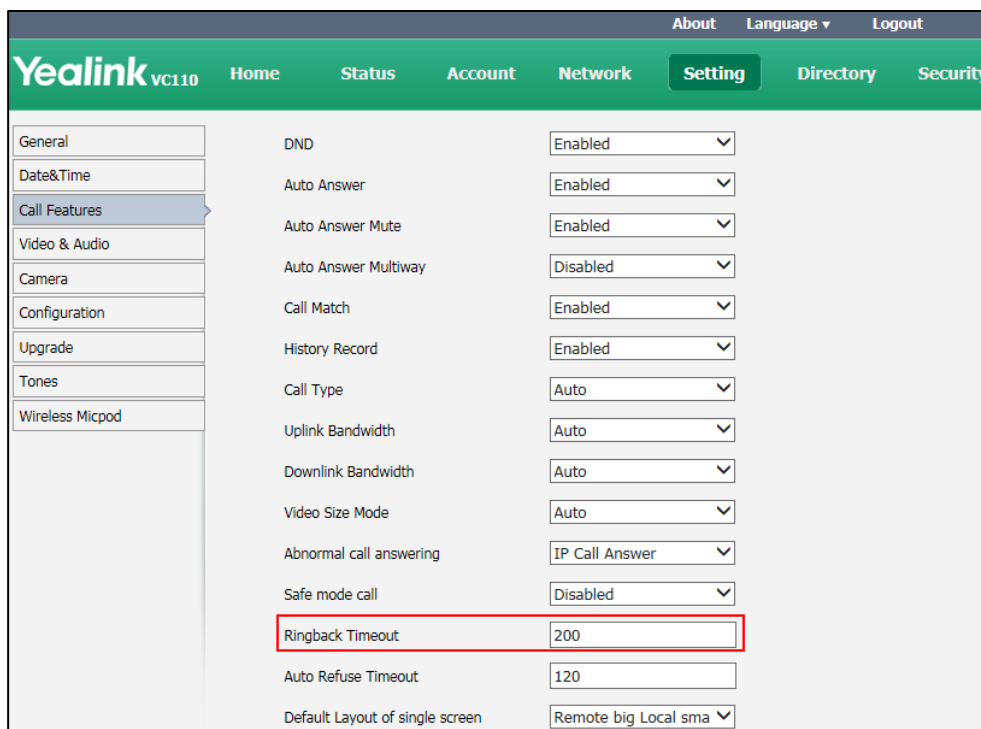 About Language ▾ Logout
Yealink VC110 Home Status Account Network Setting Directory Security
General
Date&Time
Call Features
Video & Audio
Camera
Configuration
Upgrade
Tones
Wireless Micpod
DND Enabled
Auto Answer Enabled
Auto Answer Mute Enabled
Auto Answer Multiway Disabled
Call Match Enabled
History Record Enabled
Call Type Auto
Uplink Bandwidth Auto
Downlink Bandwidth Auto
Video Size Mode Auto
Abnormal call answering IP Call Answer
Safe mode call Disabled
Ringback Timeout 200
Auto Refuse Timeout 120
Default Layout of single screen Remote big Local sma